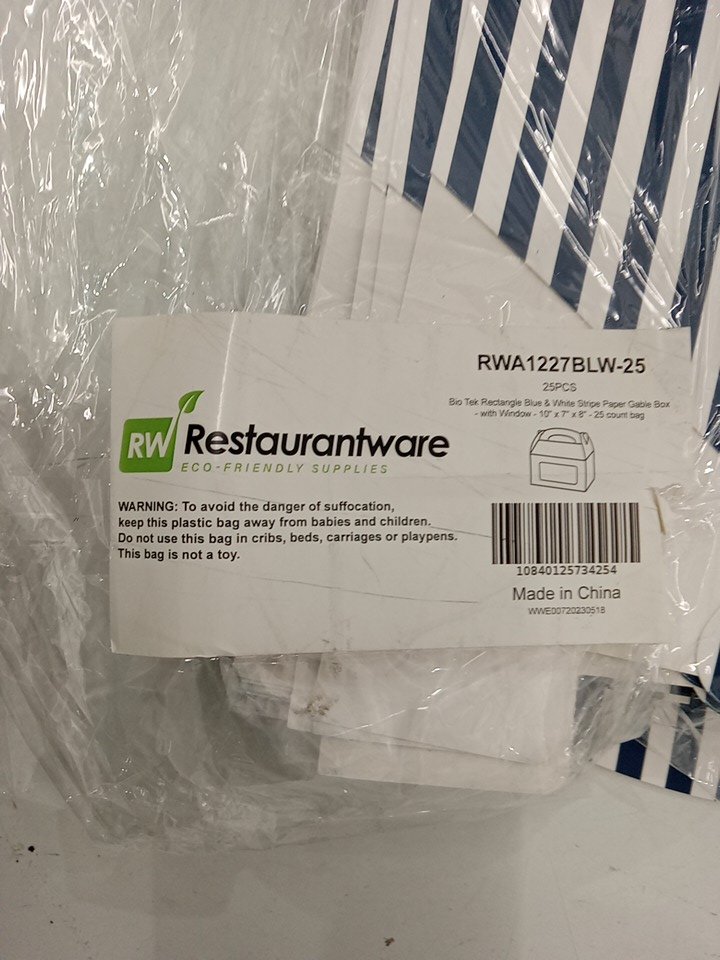 RWA1227BLW-25
25PCS
Bio Tek Rectangle Blue & White Stripe Paper Gable Box
- with Window - 10" x 7" x 8" - 25 count bag
RW Restaurantware
ECO-FRIENDLY SUPPLIES
WARNING: To avoid the danger of suffocation,
keep this plastic bag away from babies and children.
Do not use this bag in cribs, beds, carriages or playpens.
This bag is not a toy.
10840125734254
Made in China
WWE00720230518